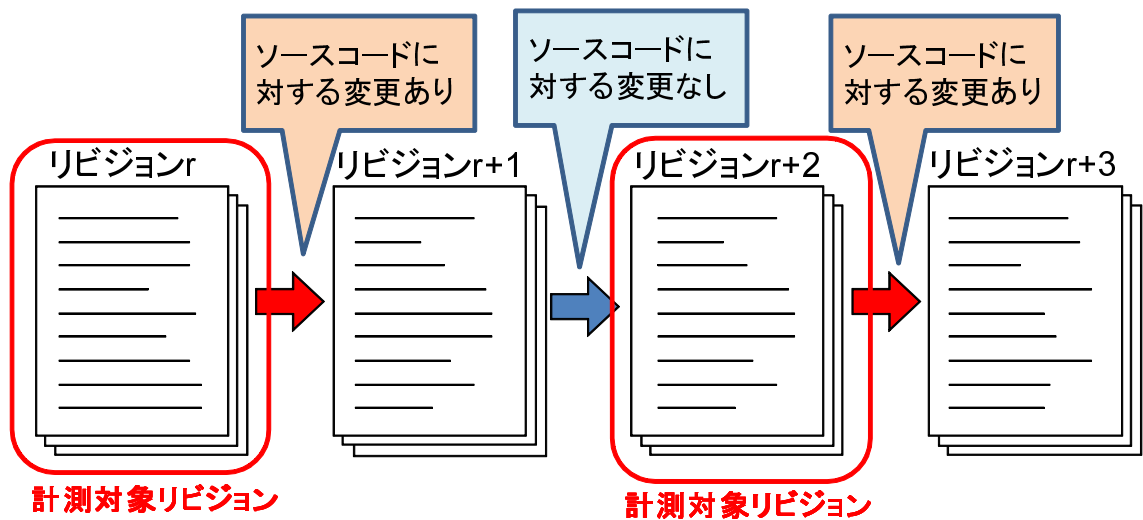 ソースコードに
対する変更あり
ソースコードに
対する変更なし
ソースコードに
対する変更あり
リビジョンr
リビジョンr+1
リビジョンr+2
リビジョンr+3
計測対象リビジョン
計測対象リビジョン